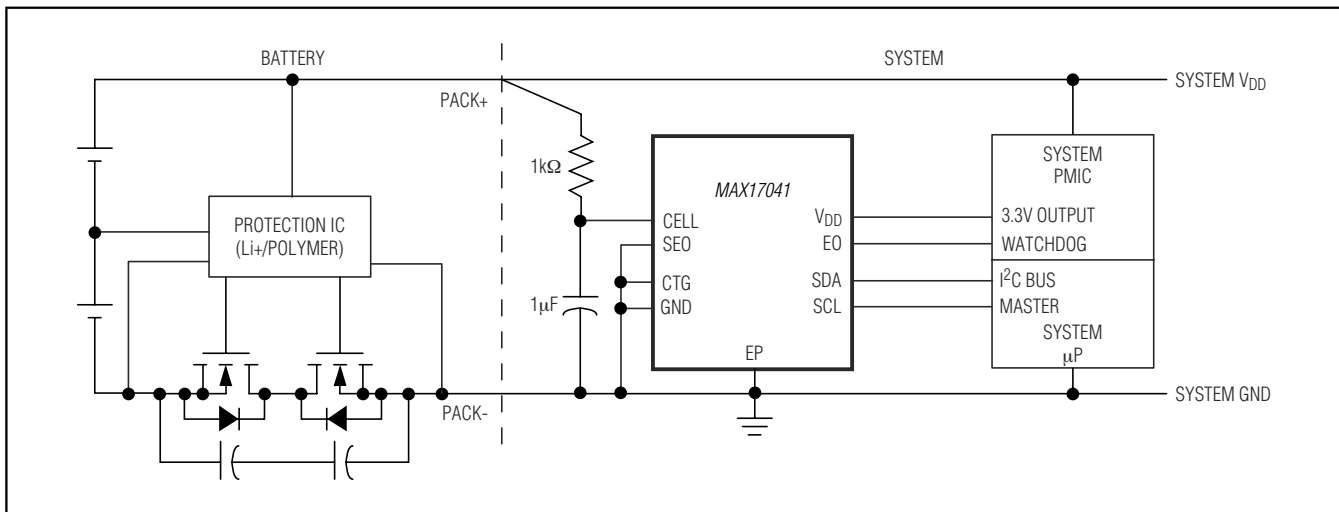 BATTERY
SYSTEM
SYSTEM VDD
PACK+
1kΩ
MAX17041
SYSTEM
PMIC
PROTECTION IC
(Li+/POLYMER)
CELL
SEO
CTG
GND
VDD
EO
SDA
SCL
3.3V OUTPUT
WATCHDOG
I²C BUS
MASTER
1μF
EP
SYSTEM
μP
PACK-
SYSTEM GND